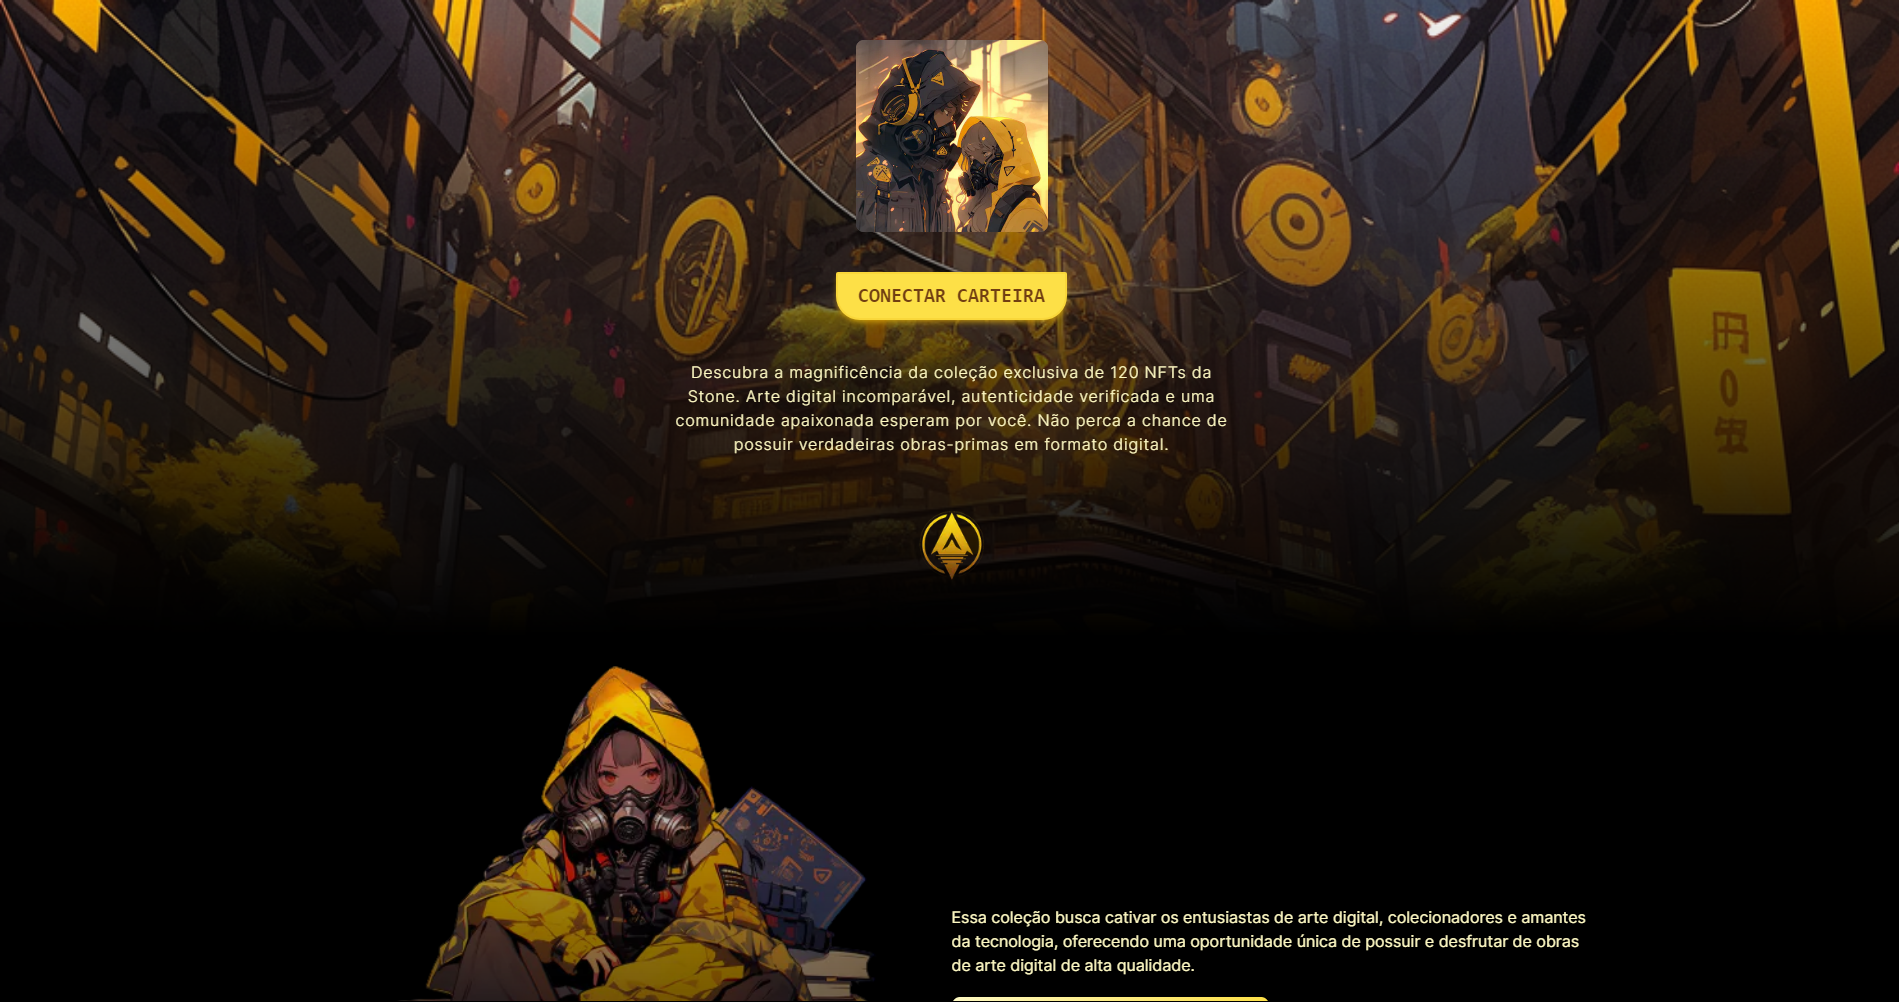 CONECTAR CARTEIRA
Descubra a magnificência da coleção exclusiva de 120 NFTs da
Stone. Arte digital incomparável, autenticidade verificada e uma
comunidade apaixonada esperam por você. Não perca a chance de
possuir verdadeiras obras-primas em formato digital.
Essa coleção busca cativar os entusiastas de arte digital, colecionadores e amantes
da tecnologia, oferecendo uma oportunidade única de possuir e desfrutar de obras
de arte digital de alta qualidade.